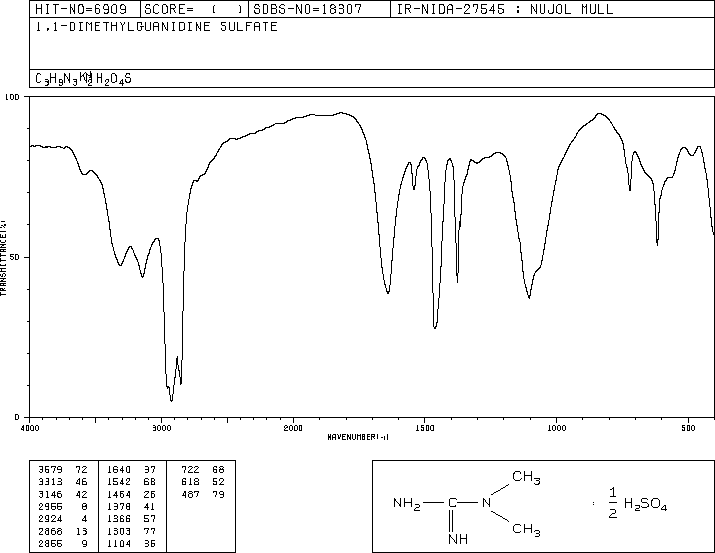 HIT-NO=6909 SCORE= ( ) SDBS-NO=18307 IR-NIDA-27545 : NUJOL MULL
1,1-DIMETHYLGUANIDINE SULFATE
100
50
0
TRANSMITTANCE(%)
4000 3000 2000 1500 1000 500
WAVENUMBER(-1)
3579 72 1640 37 722 68
3313 46 1542 68 618 52
3146 42 1464 26 487 79
2955 8 1378 41
2924 4 1366 57
2868 13 1303 77
2855 9 1104 36
CH3
NH2 C N · 1/2 H2SO4
CH3
NH